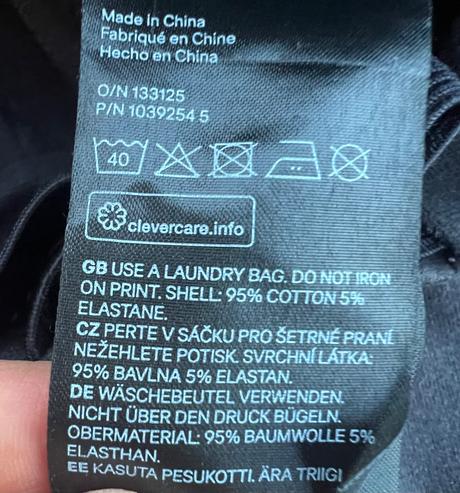 Made in China
Fabriqué en Chine
Hecho en China
O/N 133125
P/N 1039254 5
40
clevercare.info
GB USE A LAUNDRY BAG. DO NOT IRON
ON PRINT. SHELL: 95% COTTON 5%
ELASTANE.
CZ PERTE V SÁČKU PRO ŠETRNÉ PRANÍ.
NEŽEHLETE POTISK. SVRCHNÍ LÁTKA:
95% BAVLNA 5% ELASTAN.
DE WÄSCHEBEUTEL VERWENDEN.
NICHT ÜBER DEN DRUCK BÜGELN.
OBERMATERIAL: 95% BAUMWOLLE 5%
ELASTHAN.
EE KASUTA PESUKOTTI. ÄRA TRIIGI